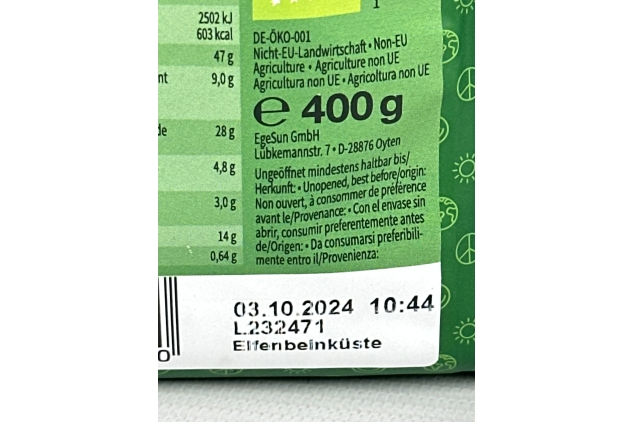 2502 kJ
603 kcal
47 g
nt 9,0 g
de 28 g
4,8 g
3,0 g
14 g
0,64 g
1
DE-ÖKO-001
Nicht-EU-Landwirtschaft • Non-EU
Agriculture • Agriculture non UE
Agricultura non UE • Agricoltura non UE
℮ 400 g
EgeSun GmbH
Lübkemannstr. 7 • D-28876 Oyten
Ungeöffnet mindestens haltbar bis/
Herkunft: • Unopened, best before/origin:
Non ouvert, à consommer de préférence
avant le/Provenance: • Con el envase sin
abrir, consumir preferentemente antes
de/Origen: • Da consumarsi preferibil-
mente entro il/Provenienza:
0
03.10.2024 10:44
L.232471
Elfenbeinküste